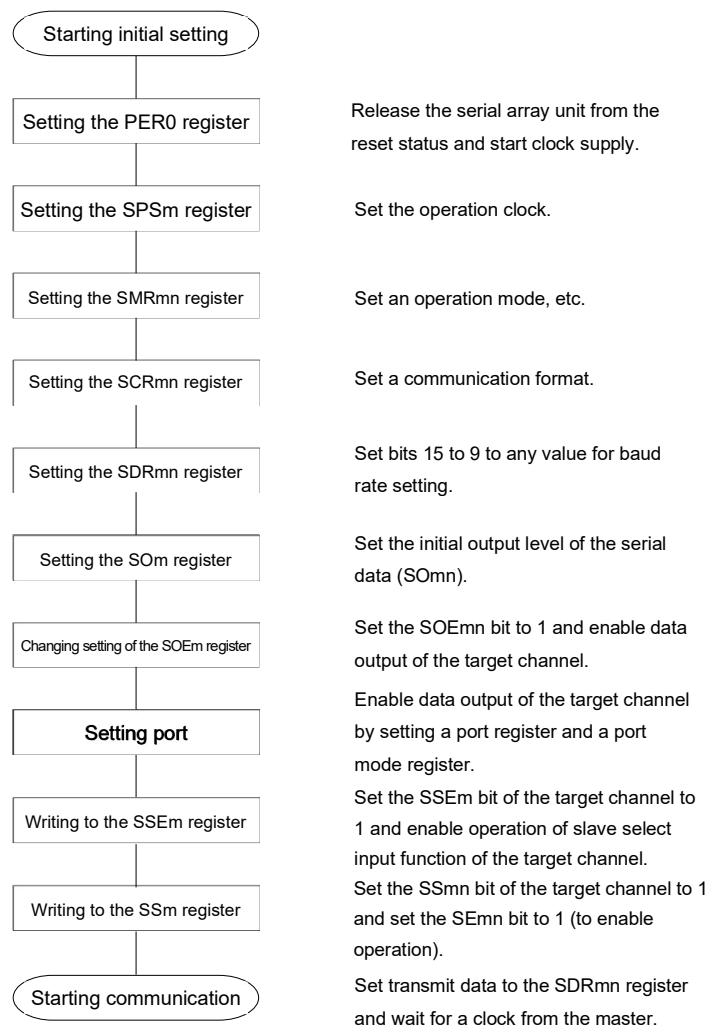 Starting initial setting
Setting the PER0 register
Release the serial array unit from the
reset status and start clock supply.
Setting the SPSm register
Set the operation clock.
Setting the SMRmn register
Set an operation mode, etc.
Setting the SCRmn register
Set a communication format.
Setting the SDRmn register
Set bits 15 to 9 to any value for baud
rate setting.
Setting the SOm register
Set the initial output level of the serial
data (SOmn).
Changing setting of the SOEm register
Set the SOEmn bit to 1 and enable data
output of the target channel.
Setting port
Enable data output of the target channel
by setting a port register and a port
mode register.
Writing to the SSEm register
Set the SSEm bit of the target channel to
1 and enable operation of slave select
input function of the target channel.
Writing to the SSm register
Set the SSmn bit of the target channel to 1
and set the SEmn bit to 1 (to enable
operation).
Starting communication
Set transmit data to the SDRmn register
and wait for a clock from the master.